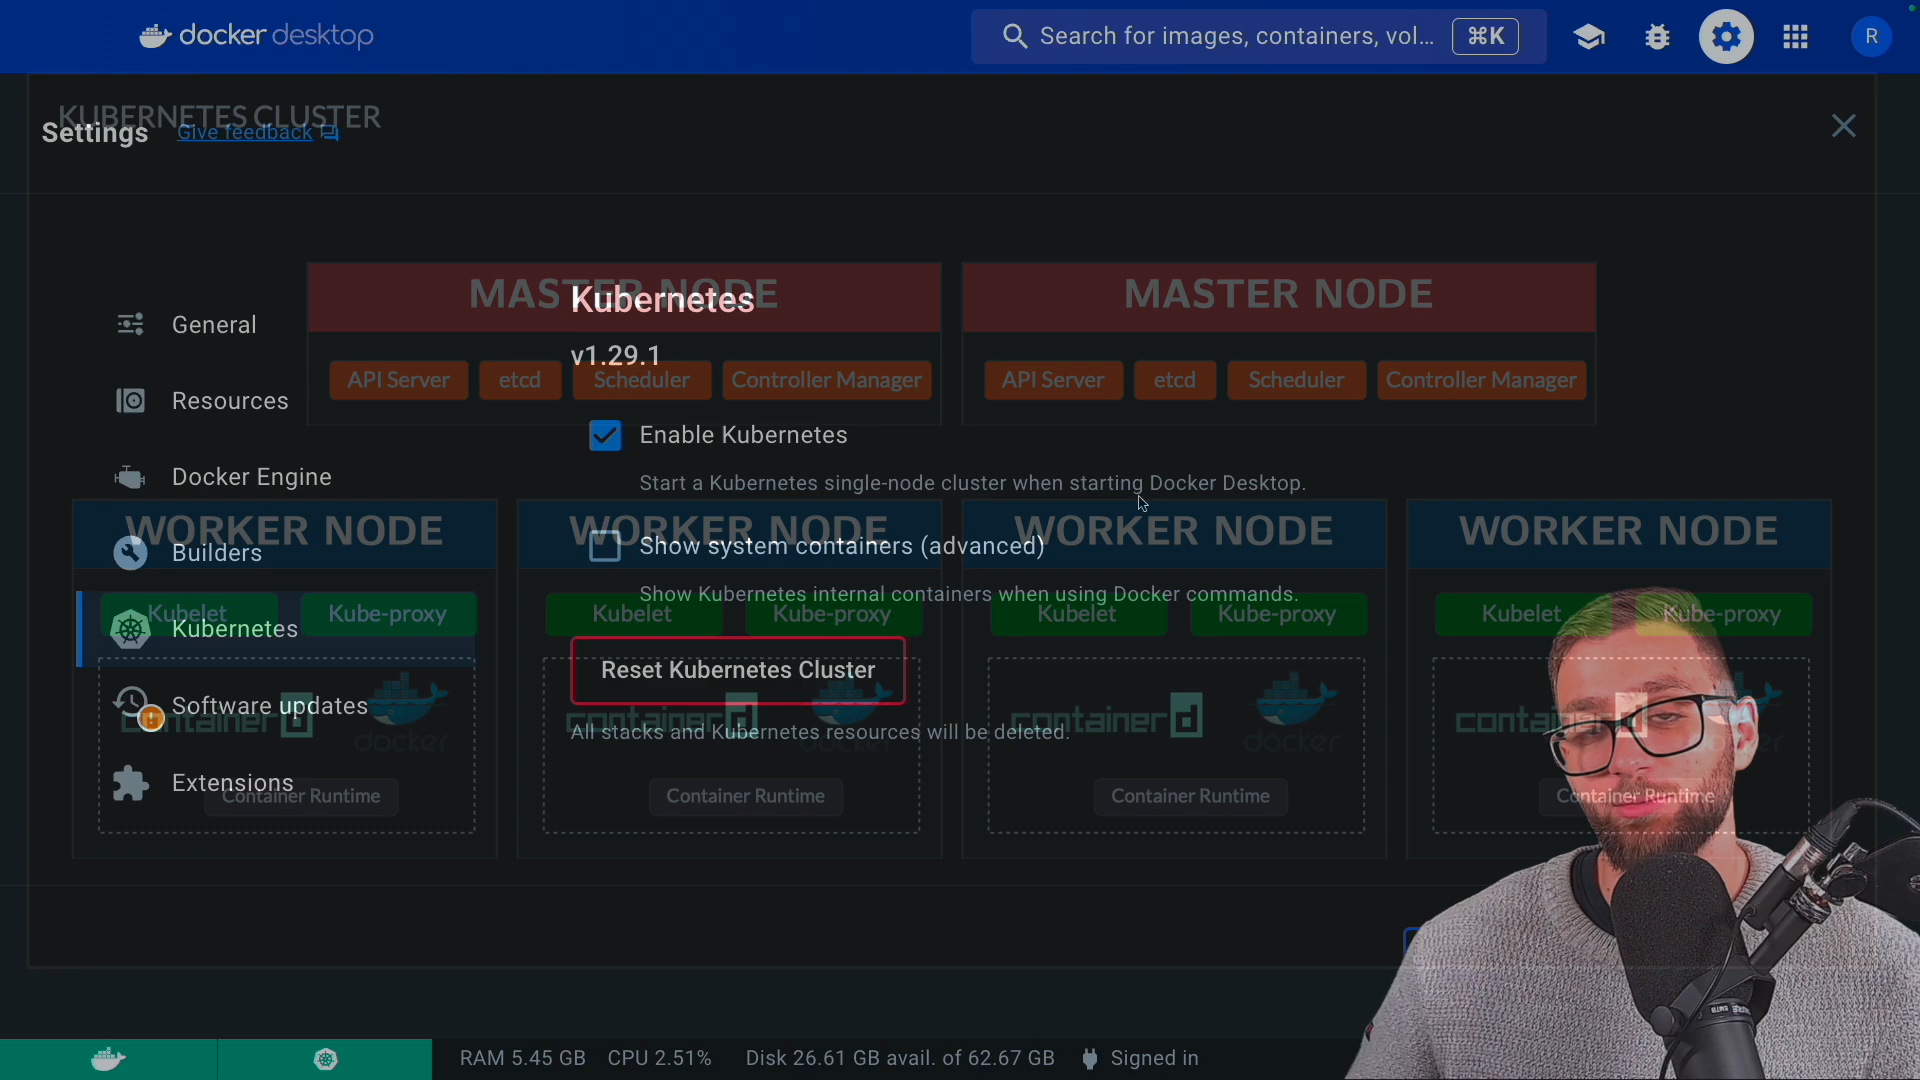 docker desktop
Search for images, containers, vol...
⌘K
R
KUBERNETES CLUSTER
Settings
Give feedback
MASTER NODE
MASTER NODE
Kubernetes
v1.29.1
API Server
etcd
Scheduler
Controller Manager
API Server
etcd
Scheduler
Controller Manager
General
Resources
Docker Engine
Builders
Kubernetes
Software updates
Extensions
Enable Kubernetes
Start a Kubernetes single-node cluster when starting Docker Desktop.
Show system containers (advanced)
Show Kubernetes internal containers when using Docker commands.
Reset Kubernetes Cluster
All stacks and Kubernetes resources will be deleted.
WORKER NODE
WORKER NODE
WORKER NODE
WORKER NODE
Kubelet
Kube-proxy
Kubelet
Kube-proxy
Kubelet
Kube-proxy
Kubelet
Kube-proxy
containerd
docker
containerd
docker
containerd
docker
containerd
docker
Container Runtime
Container Runtime
Container Runtime
Container Runtime
RAM 5.45 GB
CPU 2.51%
Disk 26.61 GB avail. of 62.67 GB
Signed in